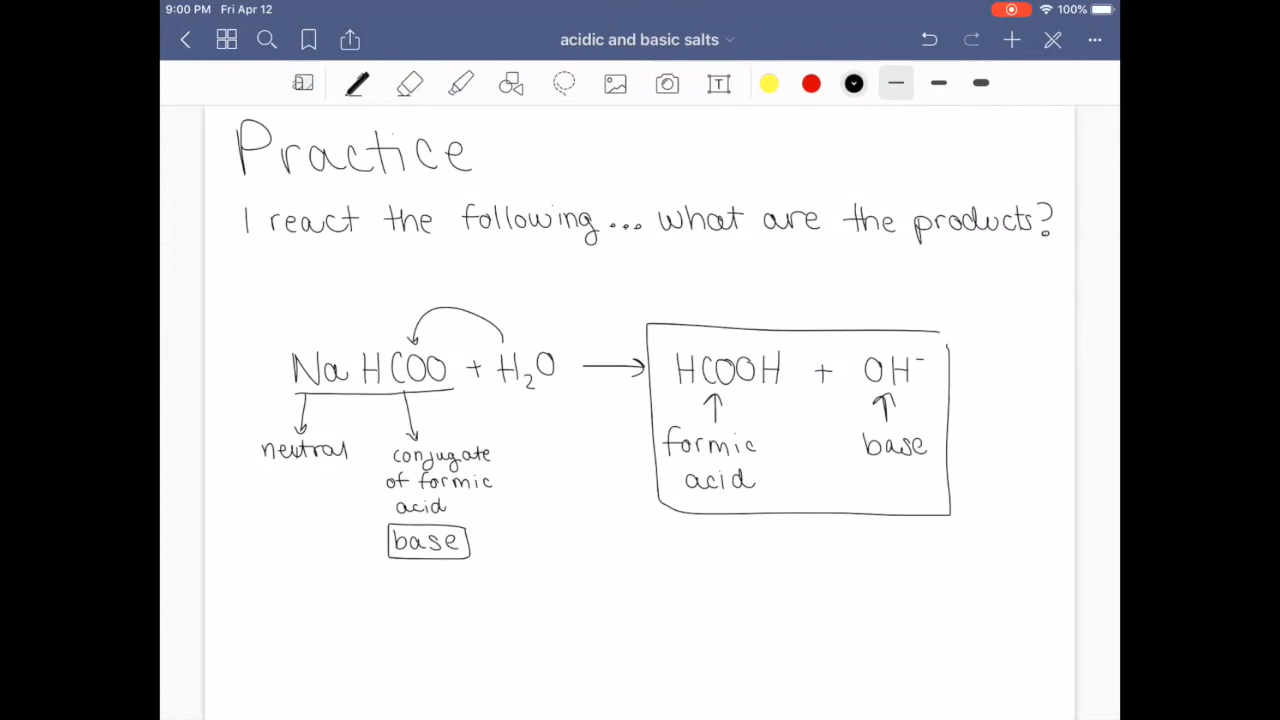 9:00 PM Fri Apr 12
100%
acidic and basic salts
T
Practice
I react the following... what are the products?
NaHCOO + H₂O → HCOOH + OH⁻
neutral
conjugate
of formic
acid
base
formic
acid
base